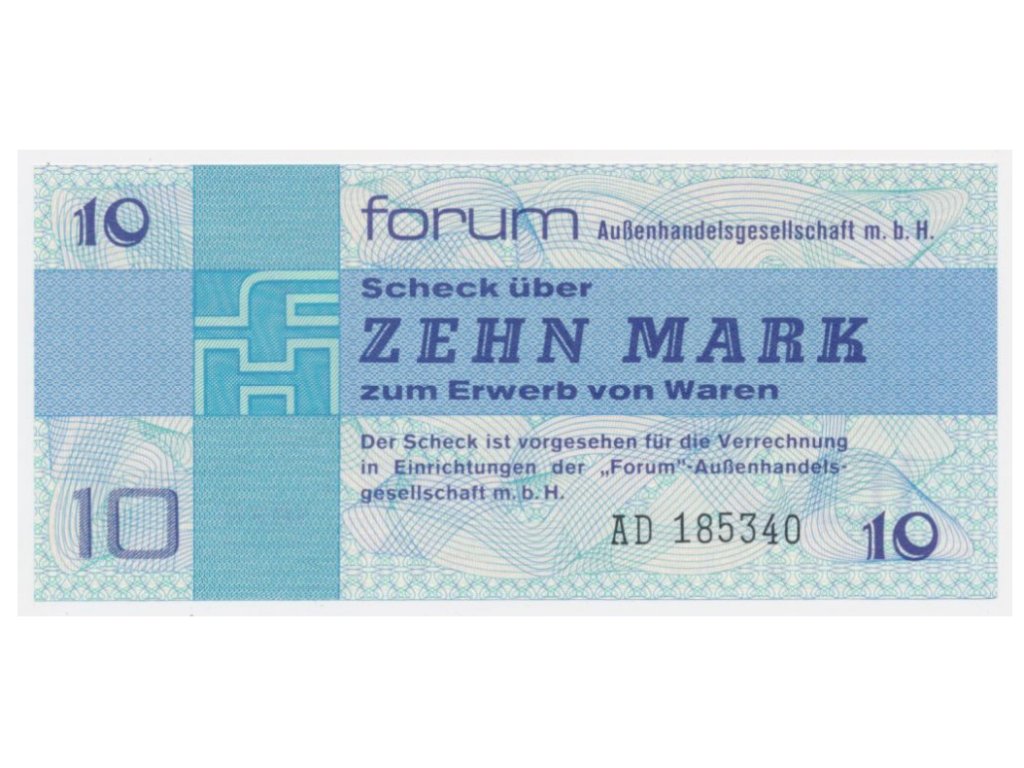 10
forum Außenhandelsgesellschaft m. b. H.
Scheck über
ZEHN MARK
zum Erwerb von Waren
Der Scheck ist vorgesehen für die Verrechnung
in Einrichtungen der „Forum"-Außenhandels-
gesellschaft m. b. H.
10
AD 185340
10